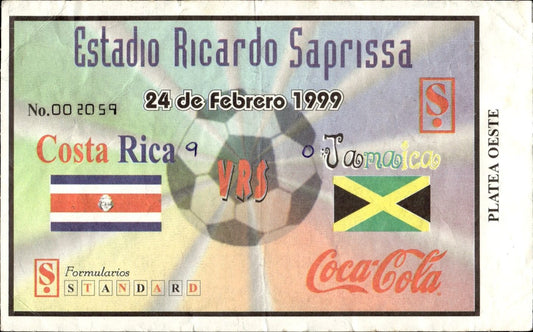 Estadio Ricardo Saprissa
24 de Febrero 1999
No.002059
S
Costa Rica 9
VRS
0 Jamaica
PLATEA OESTE
S
Formularios
STANDARD
Coca-Cola